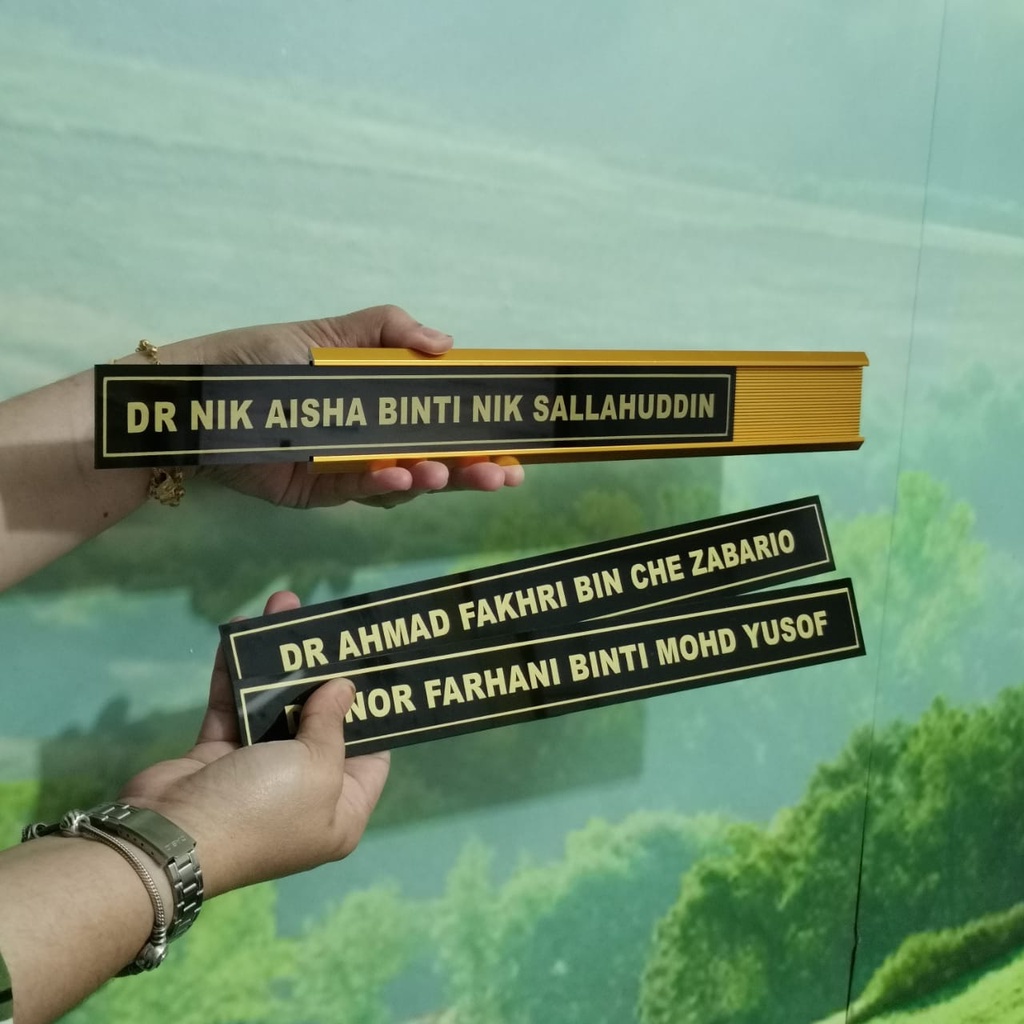 DR NIK AISHA BINTI NIK SALLAHUDDIN
DR AHMAD FAKHRI BIN CHE ZABARIO
NOR FARHANI BINTI MOHD YUSOF